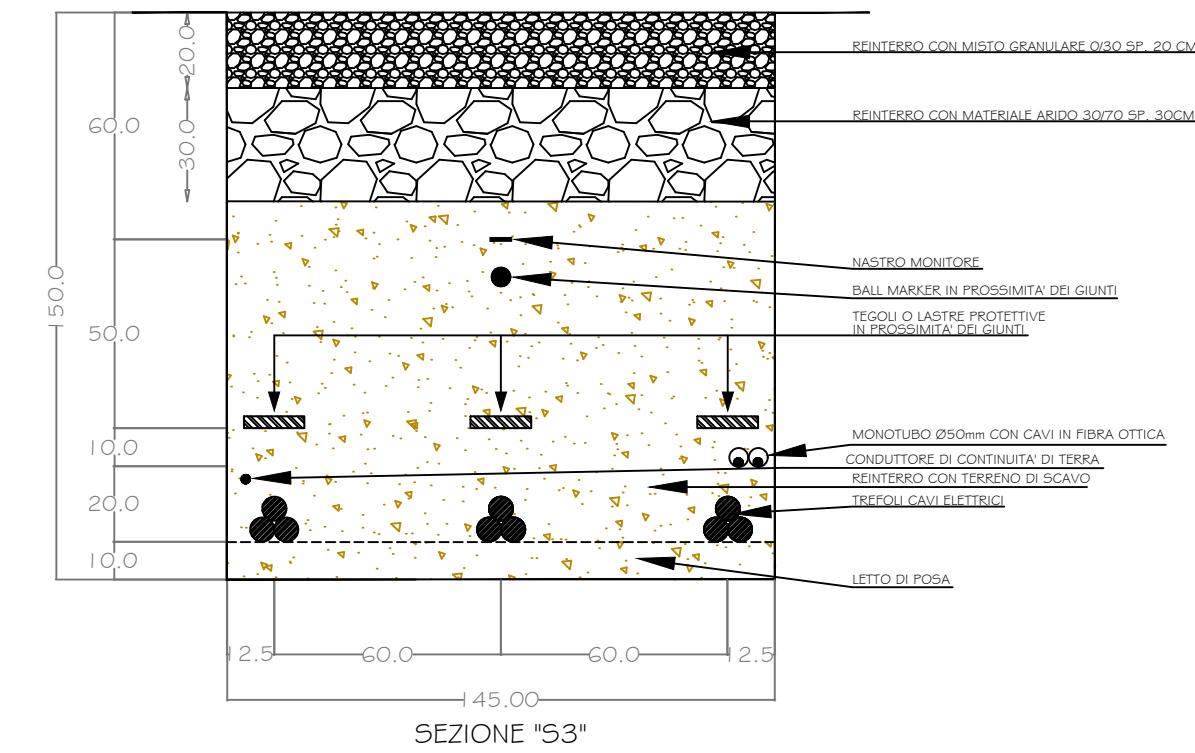 20.0
REINTERRO CON MISTO GRANULARE 0/30 SP. 20 CM
60.0
30.0
REINTERRO CON MATERIALE ARIDO 30/70 SP. 30CM
NASTRO MONITORE
BALL MARKER IN PROSSIMITA' DEI GIUNTI
150.0
50.0
TEGOLI O LASTRE PROTETTIVE
IN PROSSIMITA' DEI GIUNTI
10.0
MONOTUBO Ø50mm CON CAVI IN FIBRA OTTICA
CONDUTTORE DI CONTINUITA' DI TERRA
REINTERRO CON TERRENO DI SCAVO
20.0
TREFOLI CAVI ELETTRICI
10.0
LETTO DI POSA
12.5
60.0
60.0
12.5
145.00
SEZIONE "S3"